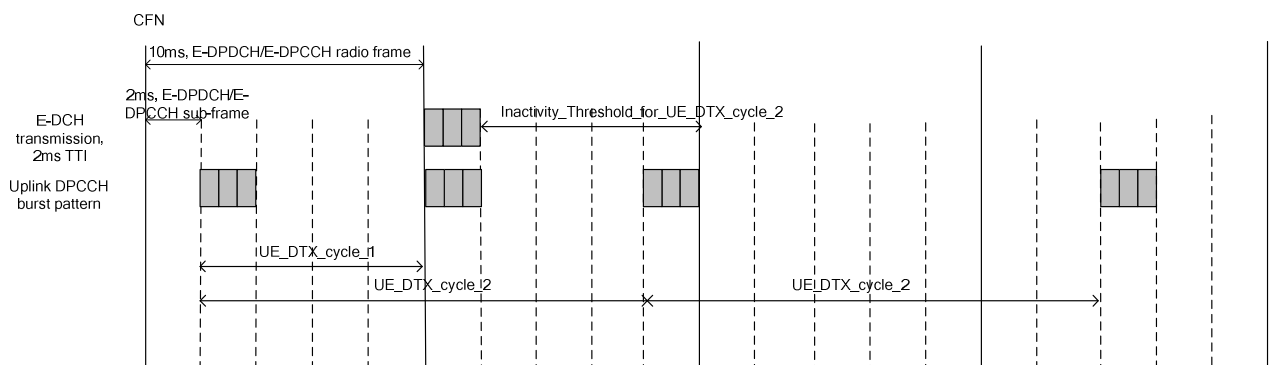 CFN
10ms, E-DPDCH/E-DPCCH radio frame
2ms, E-DPDCH/E-
DPCCH sub-frame
E-DCH
transmission,
2ms TTI
Inactivity_Threshold_for_UE_DTX_cycle_2
Uplink DPCCH
burst pattern
UE_DTX_cycle_1
UE_DTX_cycle_2
UE_DTX_cycle_2